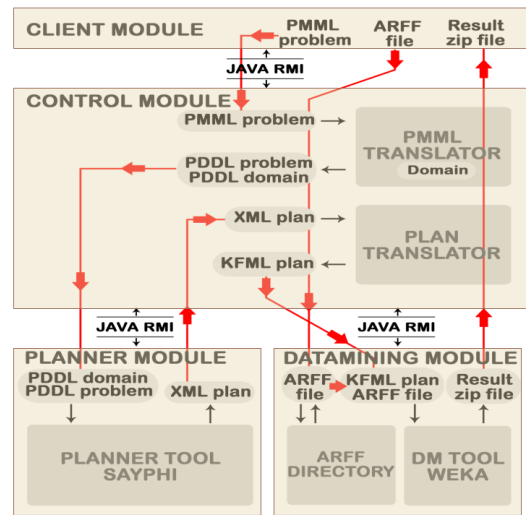 CLIENT MODULE
PMML
problem
ARFF
file
Result
zip file
JAVA RMI
CONTROL MODULE
PMML problem
PMML
TRANSLATOR
Domain
PDDL problem
PDDL domain
XML plan
PLAN
TRANSLATOR
KFML plan
JAVA RMI
JAVA RMI
PLANNER MODULE
PDDL domain
PDDL problem
XML plan
PLANNER TOOL
SAYPHI
DATAMINING MODULE
ARFF
file
KFML plan
ARFF file
Result
zip file
ARFF
DIRECTORY
DM TOOL
WEKA